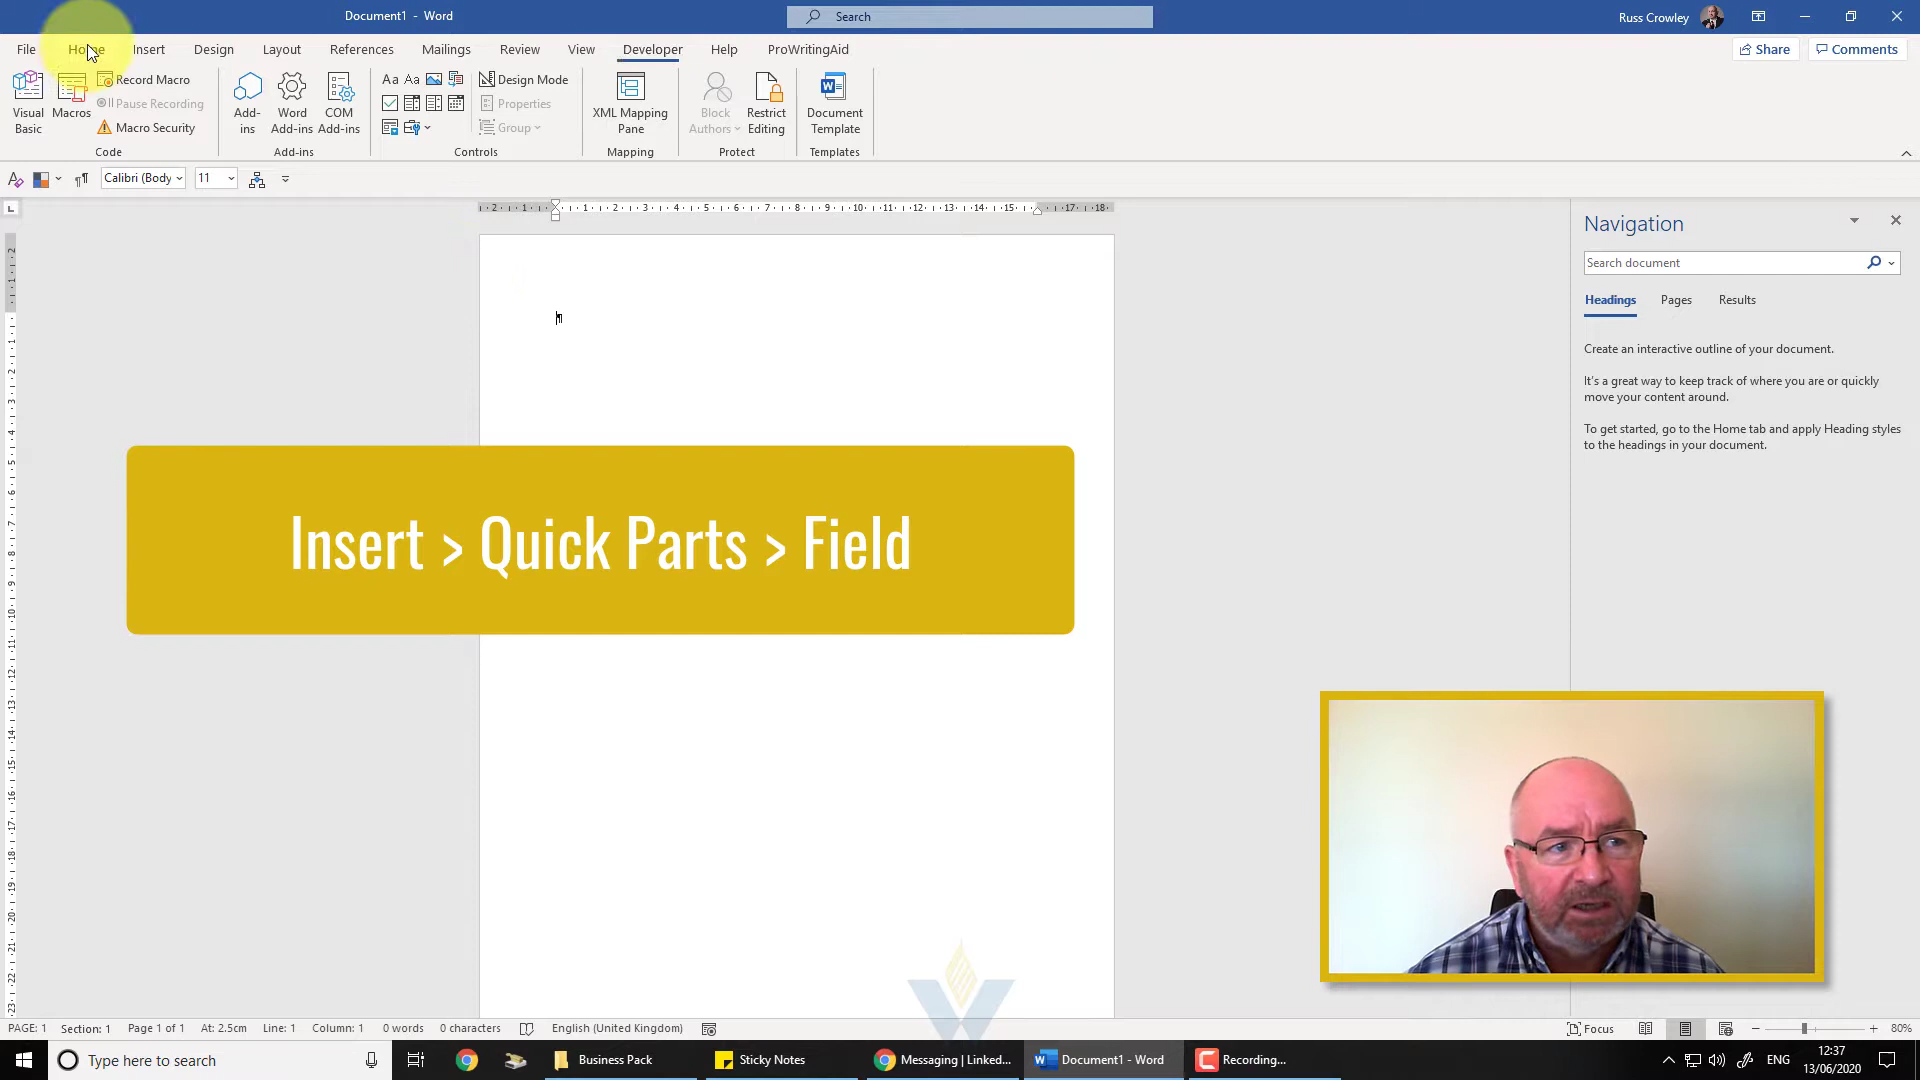 Document1 - Word
Search
Russ Crowley
File Home Insert Design Layout References Mailings Review View Developer Help ProWritingAid
Share Comments
Visual Basic
Macros
Record Macro
Pause Recording
Macro Security
Code
Add-ins
Word Add-ins
COM Add-ins
Add-ins
Aa Aa
Design Mode
Properties
Group
Controls
XML Mapping Pane
Mapping
Block Authors
Restrict Editing
Protect
Document Template
Templates
Calibri (Body 11
Navigation
Search document
Headings Pages Results
Create an interactive outline of your document.
It's a great way to keep track of where you are or quickly
move your content around.
To get started, go to the Home tab and apply Heading styles
to the headings in your document.
¶
Insert > Quick Parts > Field
PAGE: 1 Section: 1 Page 1 of 1 At: 2.5cm Line: 1 Column: 1 0 words 0 characters English (United Kingdom) Focus 80%
Type here to search
Business Pack
Sticky Notes
Messaging | Linked...
Document1 - Word
Recording...
ENG
12:37
13/06/2020